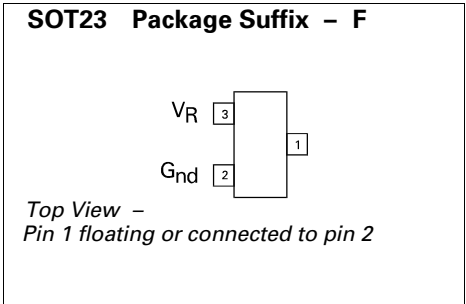 SOT23 Package Suffix – F
VR 3
1
Gnd 2
Top View –
Pin 1 floating or connected to pin 2